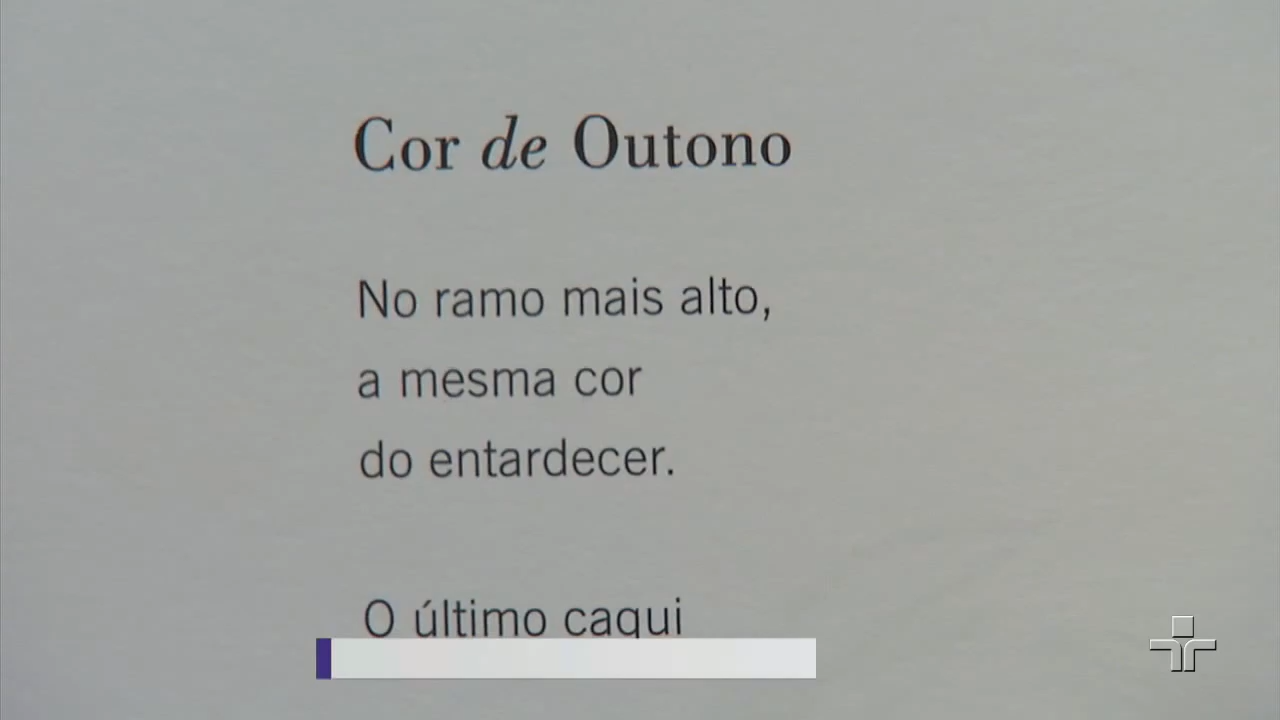 Cor de Outono
No ramo mais alto,
a mesma cor
do entardecer.
O último caqui